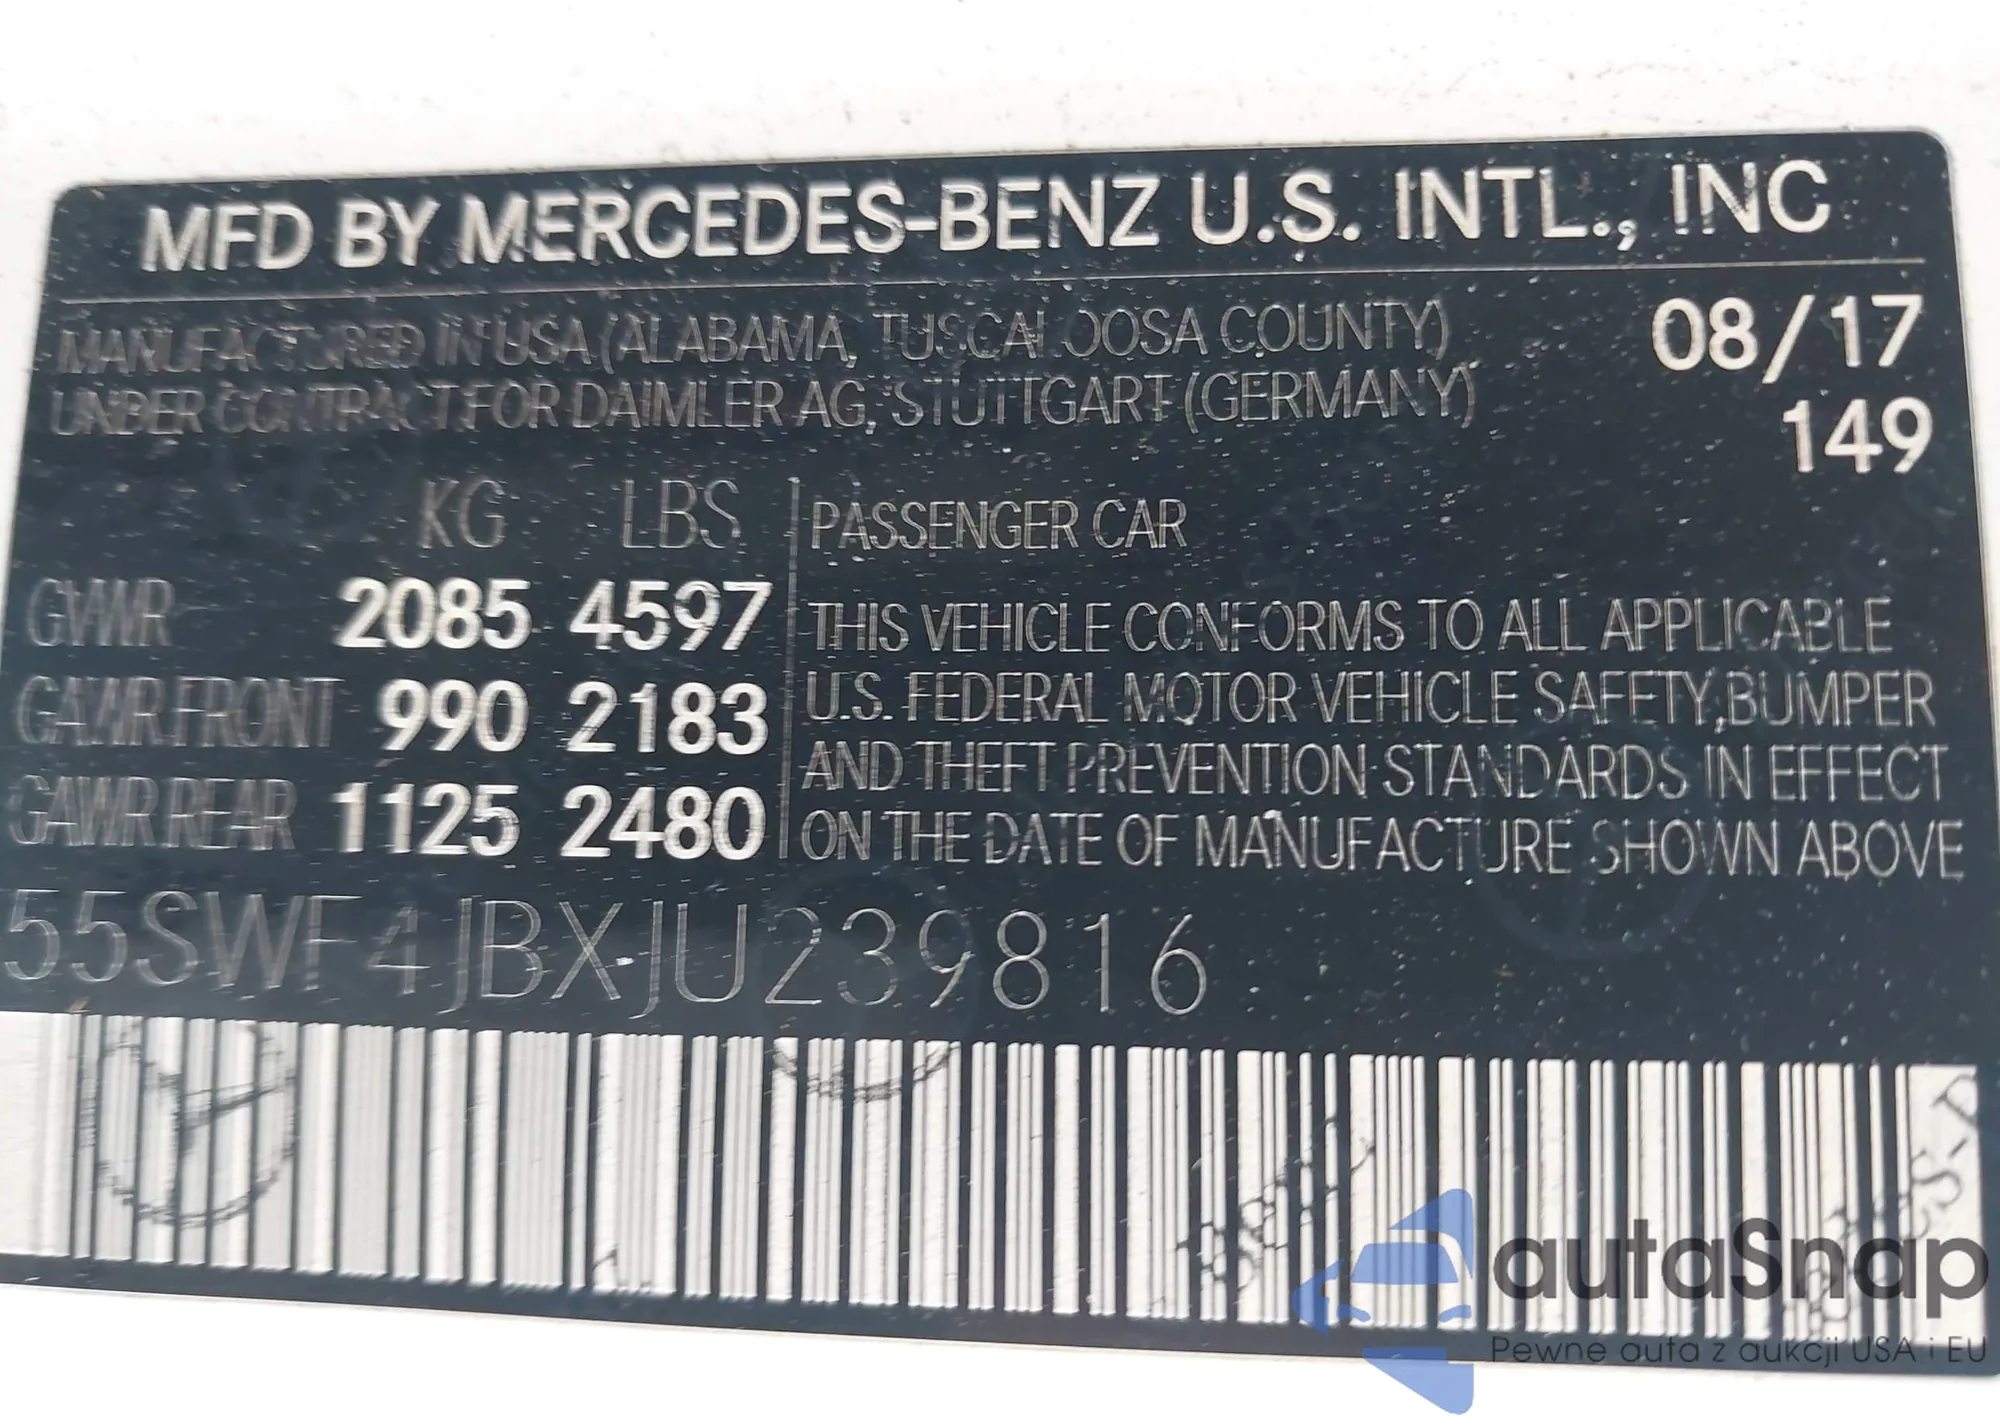 MFD BY MERCEDES-BENZ U.S. INTL., INC
MANUFACTURED IN USA (ALABAMA, TUSCALOOSA COUNTY)
08/17
UNDER CONTRACT FOR DAIMLER AG, STUTTGART (GERMANY)
149
KG LBS
GVWR 2085 4597
GAWR FRONT 990 2183
GAWR REAR 1125 2480
PASSENGER CAR
THIS VEHICLE CONFORMS TO ALL APPLICABLE
U.S. FEDERAL MOTOR VEHICLE SAFETY, BUMPER
AND THEFT PREVENTION STANDARDS IN EFFECT
ON THE DATE OF MANUFACTURE SHOWN ABOVE
55SWF4JBXJU239816
autaSnap
Pewne auta z aukcji USA i EU